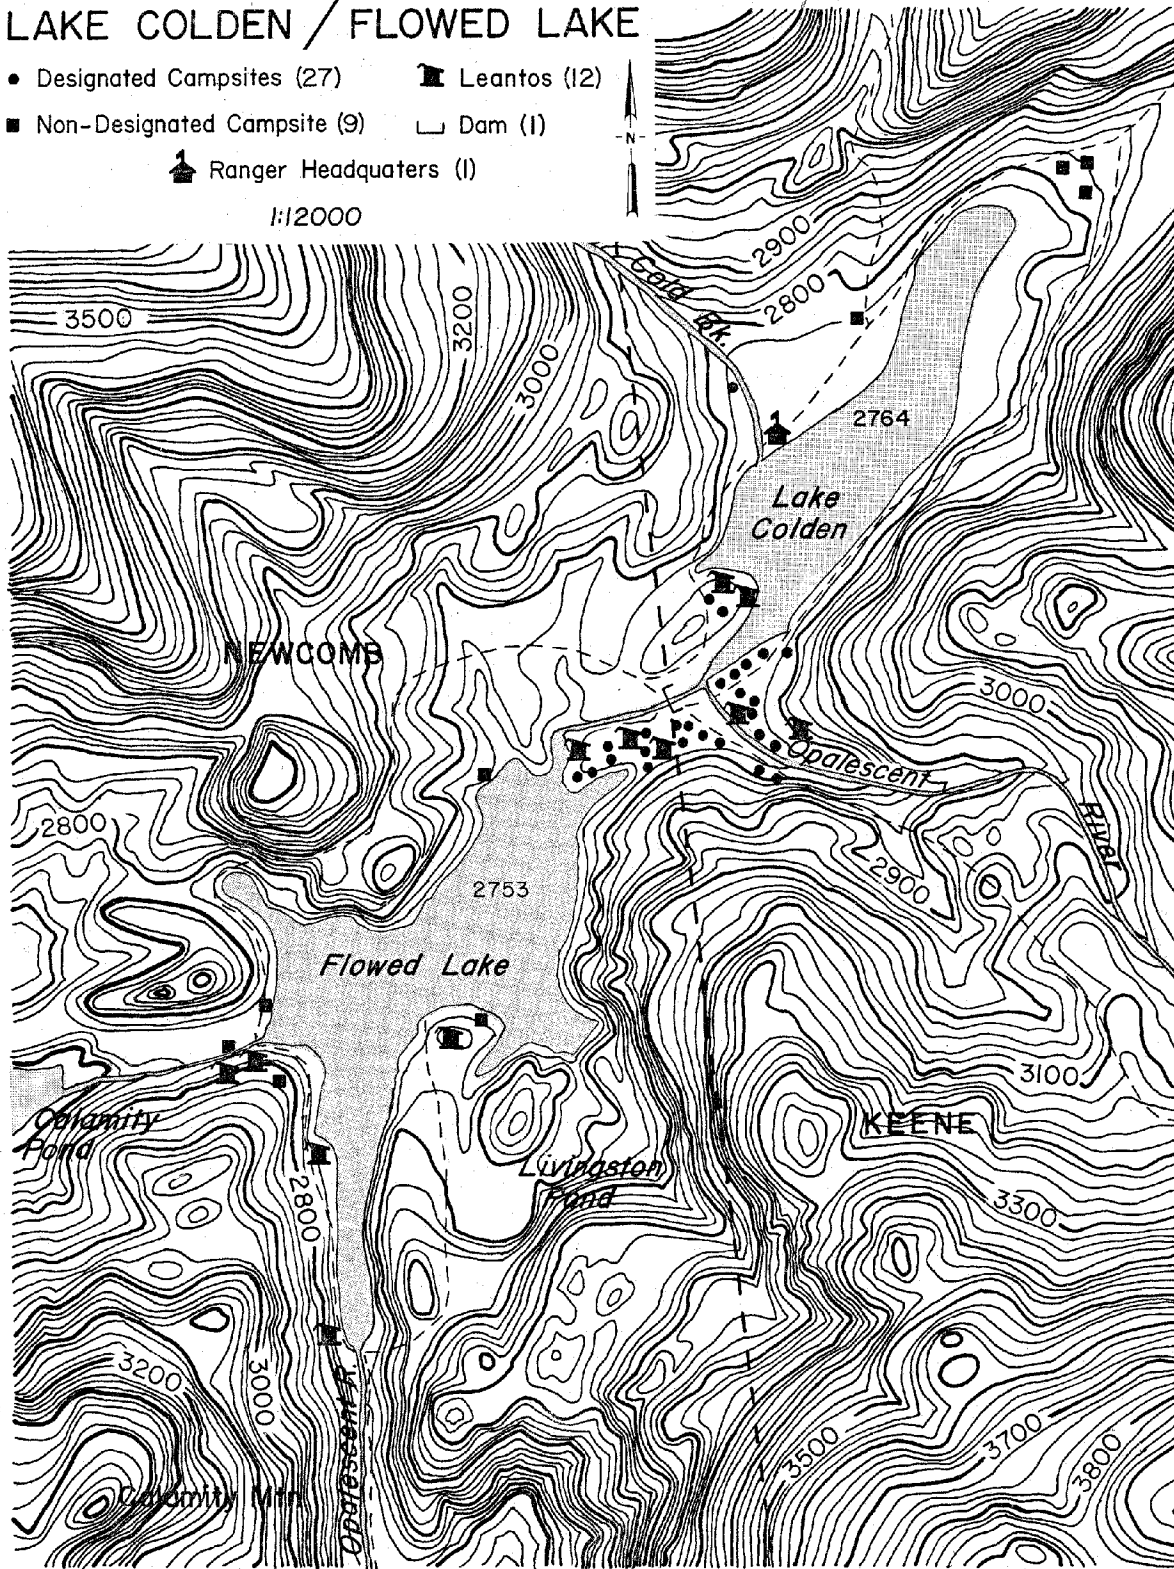 LAKE COLDEN / FLOWED LAKE
Designated Campsites (27)
Leantos (12)
Non-Designated Campsite (9)
Dam (1)
Ranger Headquaters (1)
N
1:12000
2900
2800
Cold Bk.
3500
3200
3000
2764
Lake
Colden
NEWCOMB
3000
Opalescent
River
2800
2900
2753
Flowed Lake
3100
Calamity
Pond
KEENE
Livingston
Pond
2800
3300
3200
3000
Opalescent R.
3500
3700
3800
Calamity Mtn.